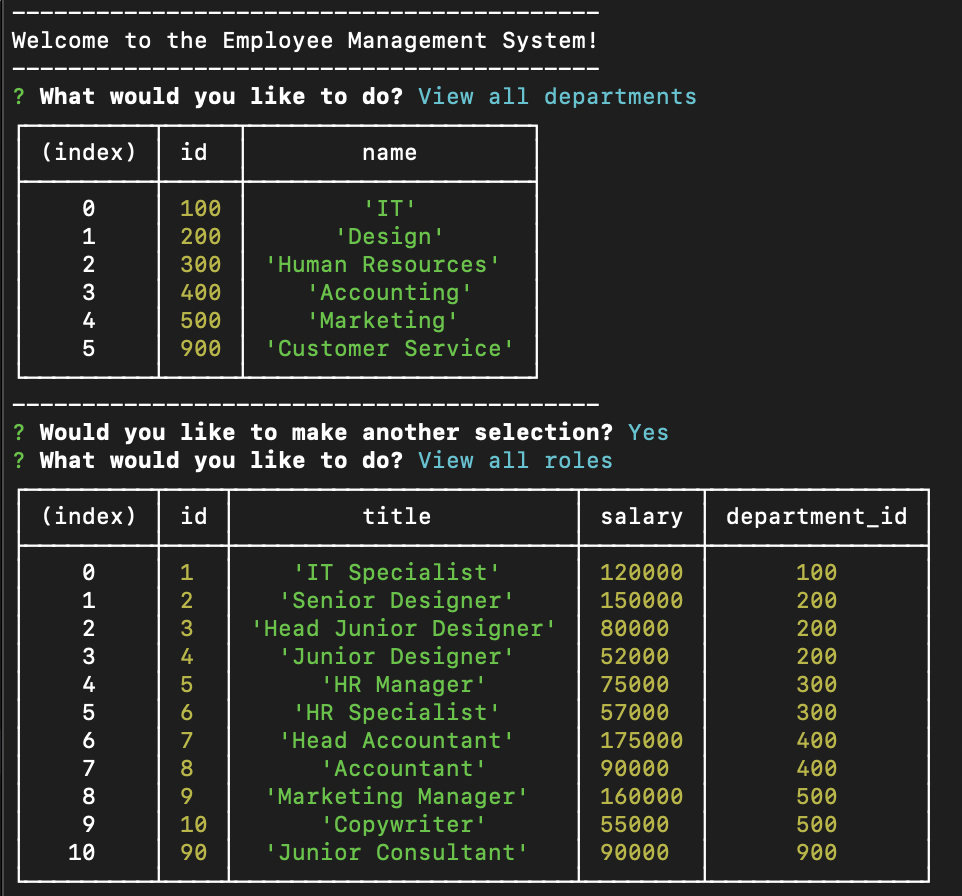 ------------------------------------------
Welcome to the Employee Management System!
------------------------------------------
? What would you like to do? View all departments
(index) id name
0 100 'IT'
1 200 'Design'
2 300 'Human Resources'
3 400 'Accounting'
4 500 'Marketing'
5 900 'Customer Service'
------------------------------------------
? Would you like to make another selection? Yes
? What would you like to do? View all roles
(index) id title salary department_id
0 1 'IT Specialist' 120000 100
1 2 'Senior Designer' 150000 200
2 3 'Head Junior Designer' 80000 200
3 4 'Junior Designer' 52000 200
4 5 'HR Manager' 75000 300
5 6 'HR Specialist' 57000 300
6 7 'Head Accountant' 175000 400
7 8 'Accountant' 90000 400
8 9 'Marketing Manager' 160000 500
9 10 'Copywriter' 55000 500
10 90 'Junior Consultant' 90000 900